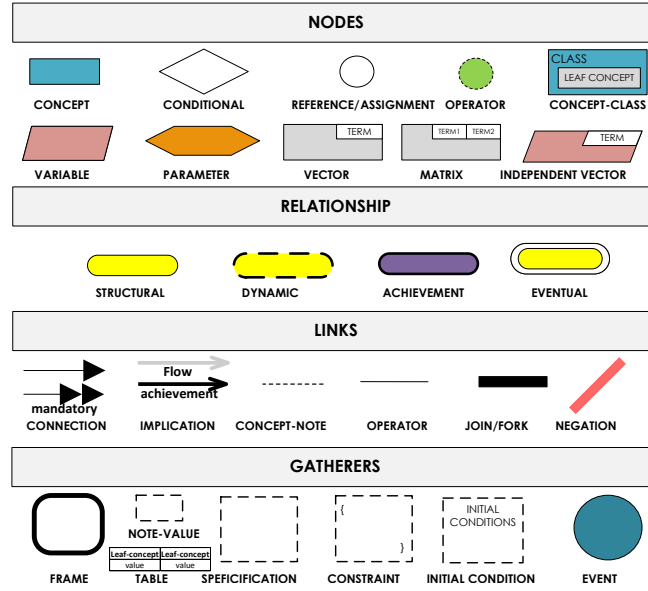 NODES
CLASS
LEAF CONCEPT
CONCEPT
CONDITIONAL
REFERENCE/ASSIGNMENT
OPERATOR
CONCEPT-CLASS
TERM
TERM1
TERM2
TERM
VARIABLE
PARAMETER
VECTOR
MATRIX
INDEPENDENT VECTOR
RELATIONSHIP
STRUCTURAL
DYNAMIC
ACHIEVEMENT
EVENTUAL
LINKS
Flow
achievement
mandatory
CONNECTION
IMPLICATION
CONCEPT-NOTE
OPERATOR
JOIN/FORK
NEGATION
GATHERERS
{
}
INITIAL
CONDITIONS
NOTE-VALUE
Leaf-concept Leaf-concept
value value
FRAME
TABLE
SPEFICIFICATION
CONSTRAINT
INITIAL CONDITION
EVENT